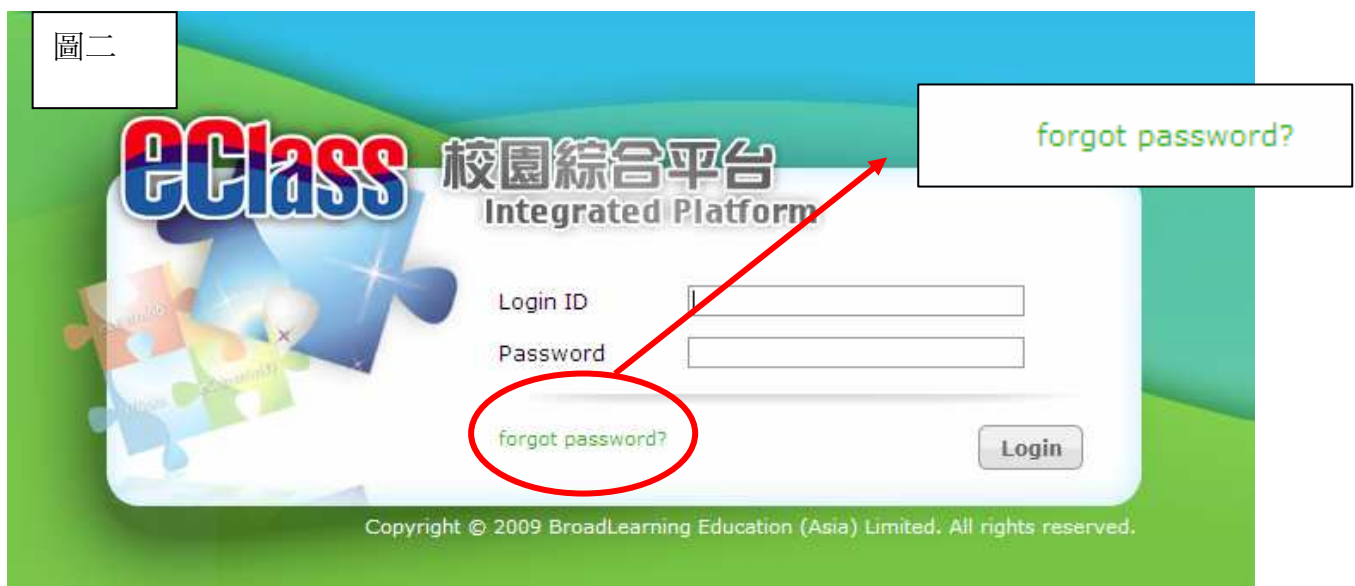 圖二
forgot password?
eClass 校園綜合平台
Integrated Platform
Login ID
Password
forgot password?
Login
Copyright © 2009 BroadLearning Education (Asia) Limited. All rights reserved.